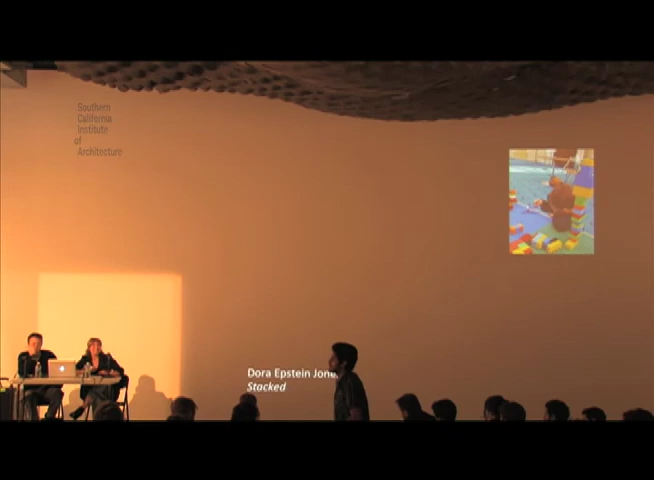 Southern
California
Institute
of
Architecture
Dora Epstein Jone
Stacked